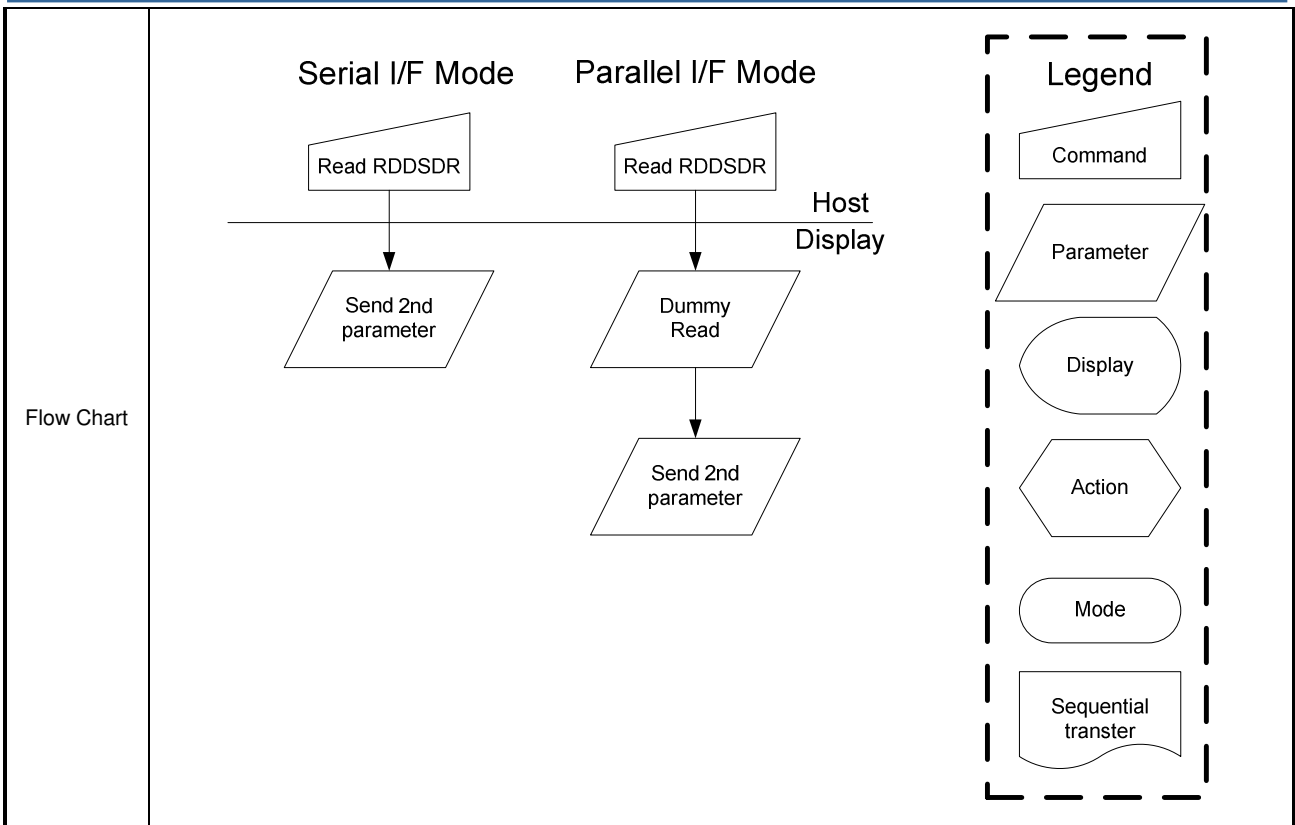 Flow Chart
Serial I/F Mode
Read RDDSDR
Send 2nd
parameter
Parallel I/F Mode
Read RDDSDR
Host
Display
Dummy
Read
Send 2nd
parameter
Legend
Command
Parameter
Display
Action
Mode
Sequential
transter